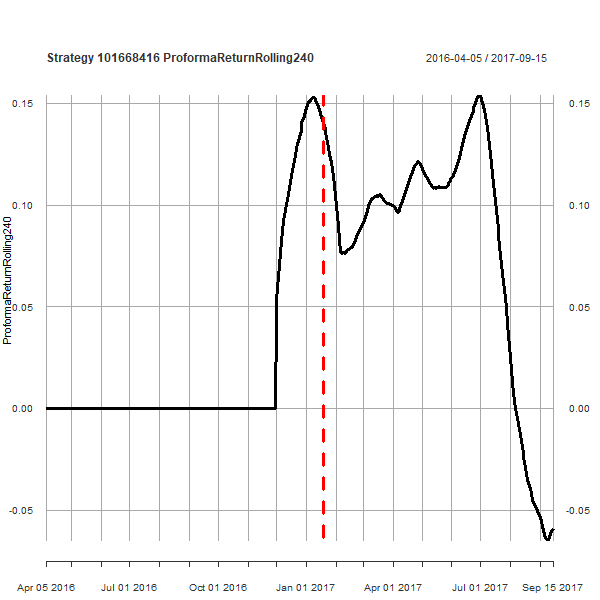 Strategy 101668416 ProformaReturnRolling240
2016-04-05 / 2017-09-15
0.15
0.15
0.10
0.10
ProformaReturnRolling240
0.05
0.05
0.00
0.00
-0.05
-0.05
Apr 05 2016
Jul 01 2016
Oct 01 2016
Jan 01 2017
Apr 01 2017
Jul 01 2017
Sep 15 2017